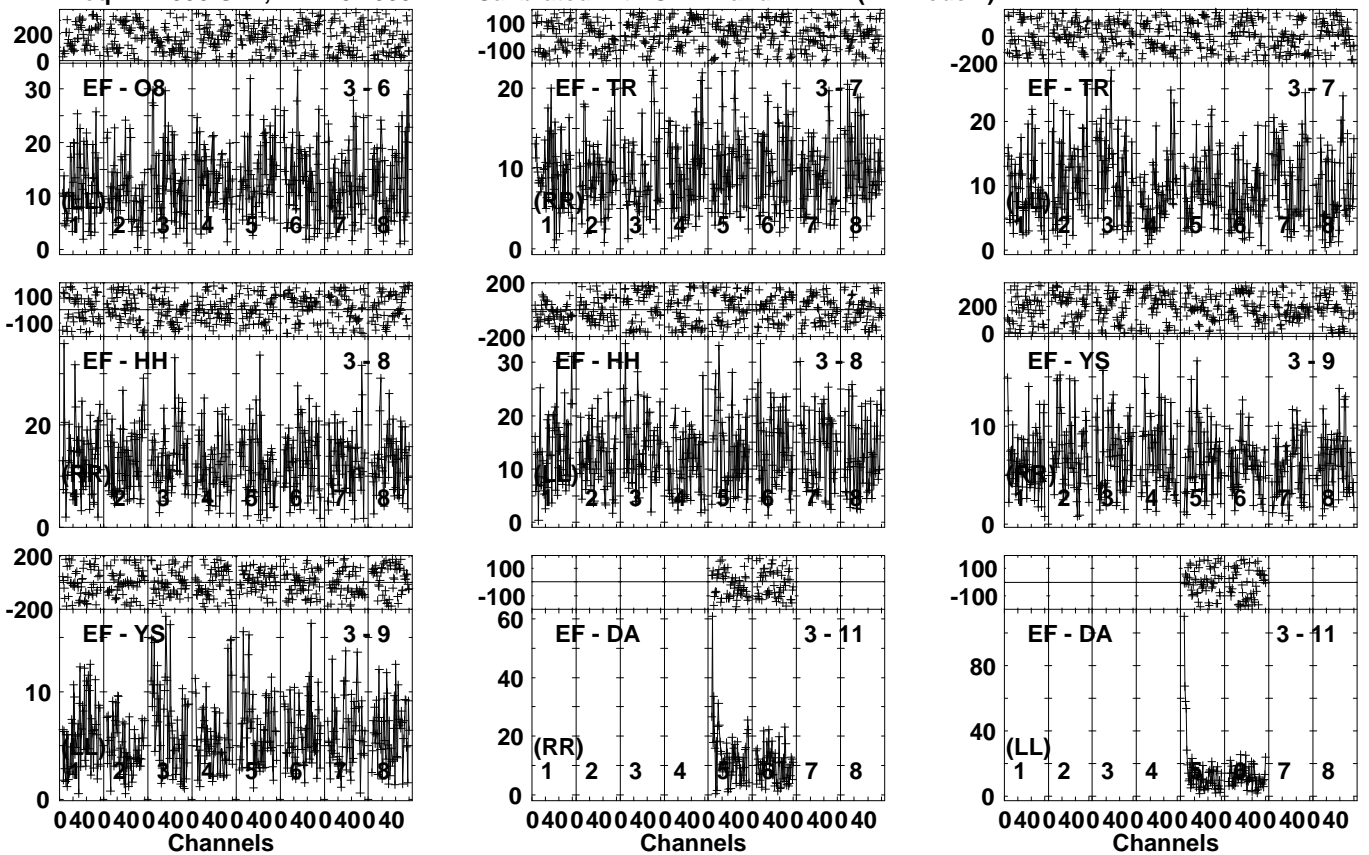 200 0 100 -100 0 -200
EF - O8 3 - 6 EF - TR 3 - 7 EF - TR 3 - 7
30 20 10 0 20 10 0 20 10 0
(LL) (RR) (LL)
1 2 3 4 5 6 7 8 1 2 3 4 5 6 7 8 1 2 3 4 5 6 7 8
100 -100 200 -200 200 0
EF - HH 3 - 8 EF - HH 3 - 8 EF - YS 3 - 9
20 0 30 20 10 0 10 0
(RR) (LL) (RR)
1 2 3 4 5 6 7 8 1 2 3 4 5 6 7 8 1 2 3 4 5 6 7 8
200 -200 100 -100 100 -100
EF - YS 3 - 9 EF - DA 3 - 11 EF - DA 3 - 11
10 0 60 40 20 0 80 40 0
(LL) (RR) (LL)
1 2 3 4 5 6 7 8 1 2 3 4 5 6 7 8 1 2 3 4 5 6 7 8
0 40 0 40 0 40 0 40 0 40 0 40 0 40 0 40 0 40 0 40 0 40 0 40 0 40 0 40 0 40 0 40 0 40 0 40 0 40 0 40 0 40 0 40 0 40 0 40
Channels Channels Channels